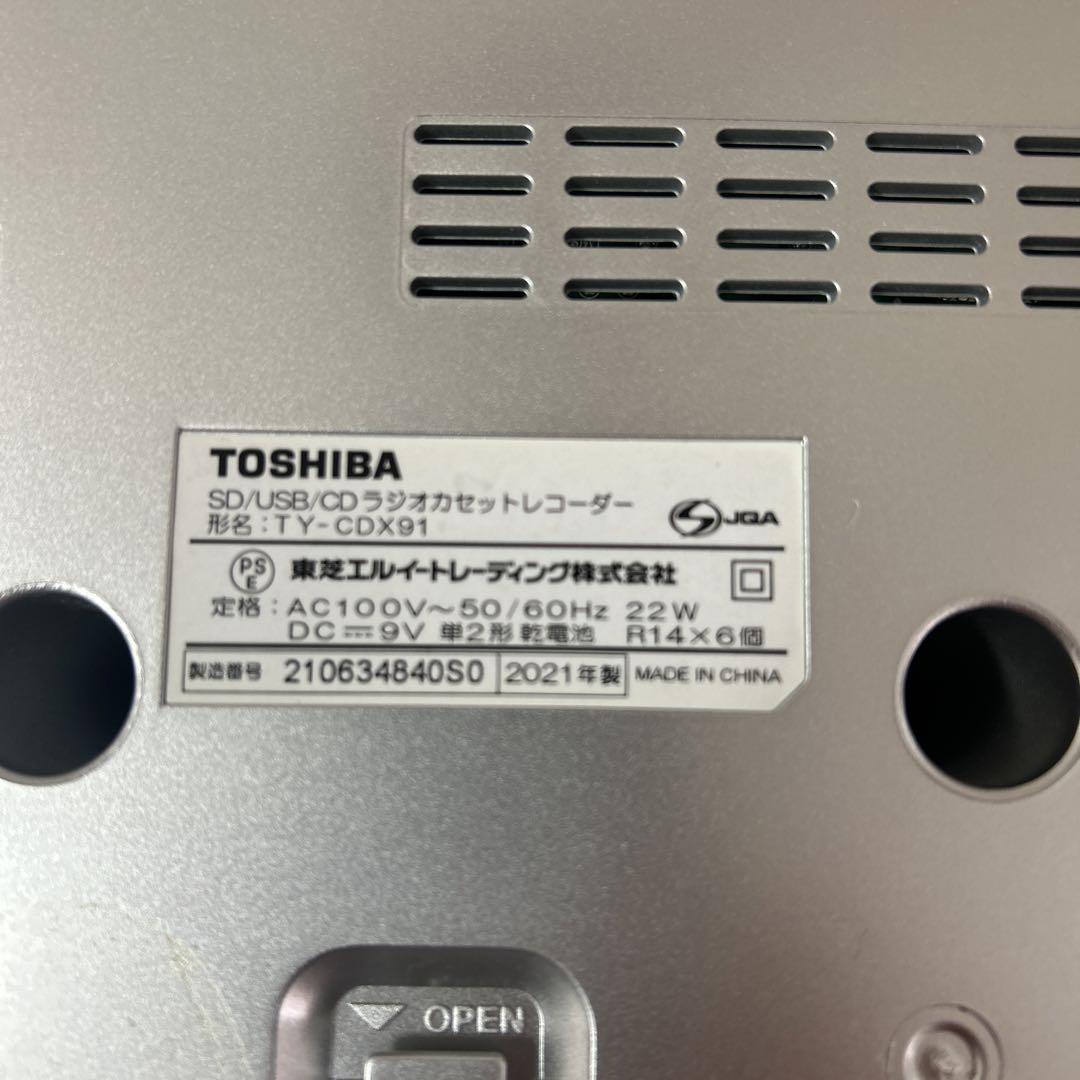 TOSHIBA
SD/USB/CD ラジオカセットレコーダー
形名：TY-CDX91
JQA
PS
E
東芝エルイートレーディング株式会社
定格：AC100V～50/60Hz 22W
DC⎓9V 単2形 乾電池 R14×6個
製造番号 210634840S0 2021年製 MADE IN CHINA
OPEN